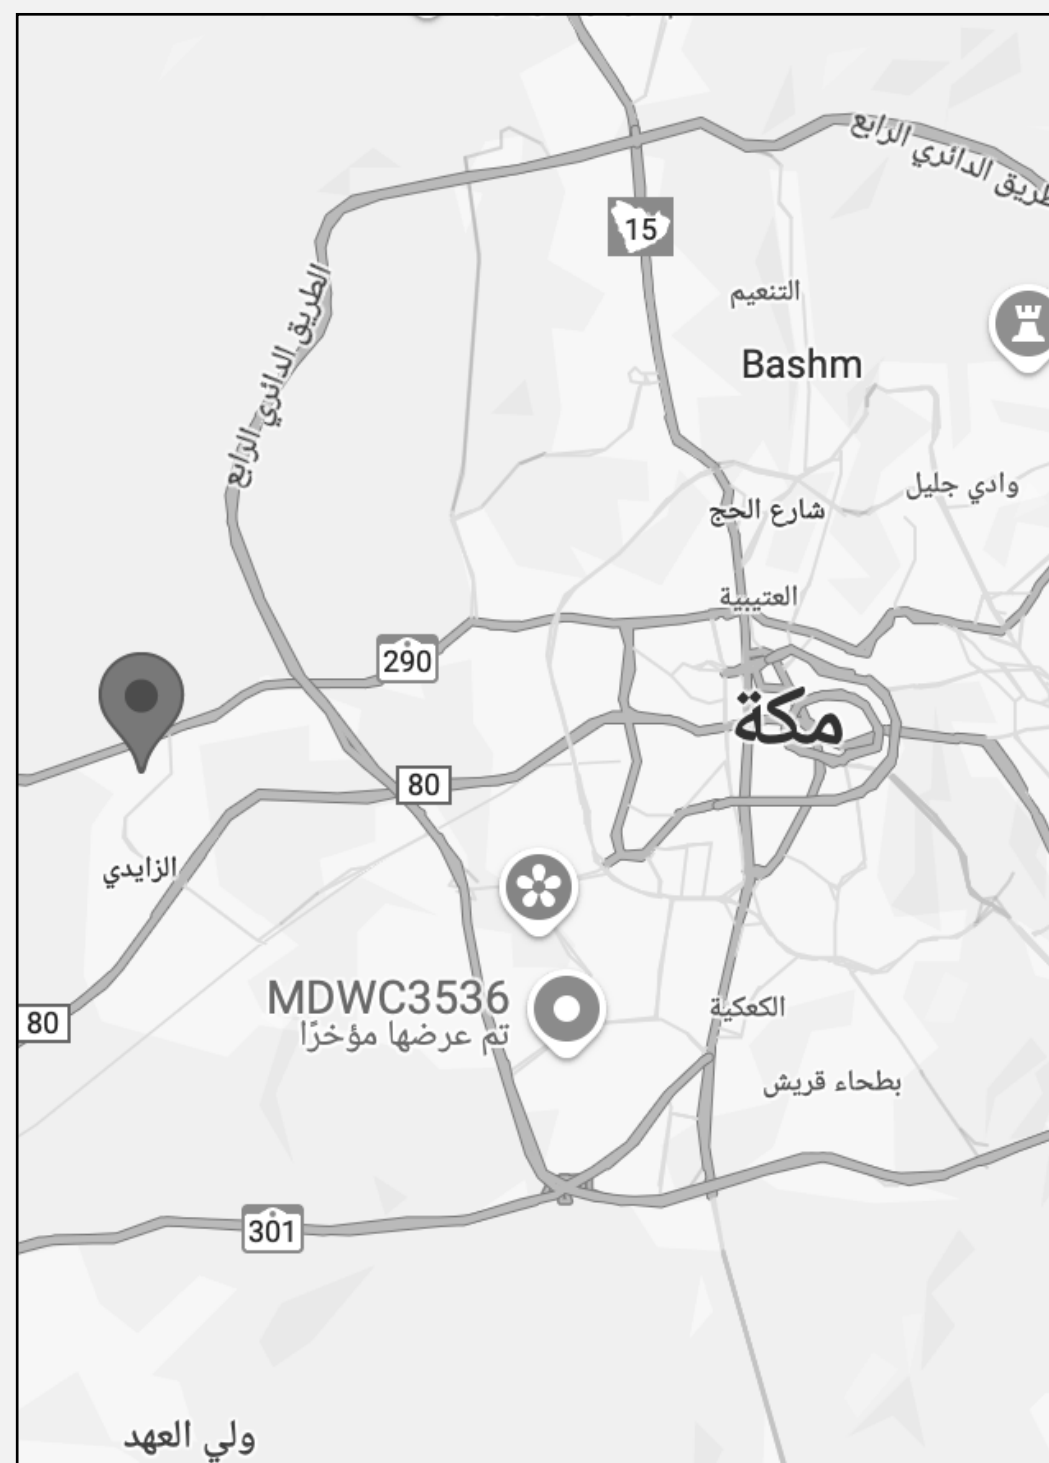 طريق الدائري الرابع
15
التنعيم
Bashm
الطريق الدائري الرابع
وادي جليل
شارع الحج
العتيبية
290
مكة
80
الزايدي
MDWC3536
تم عرضها مؤخرًا
الكعكية
80
بطحاء قريش
301
ولي العهد